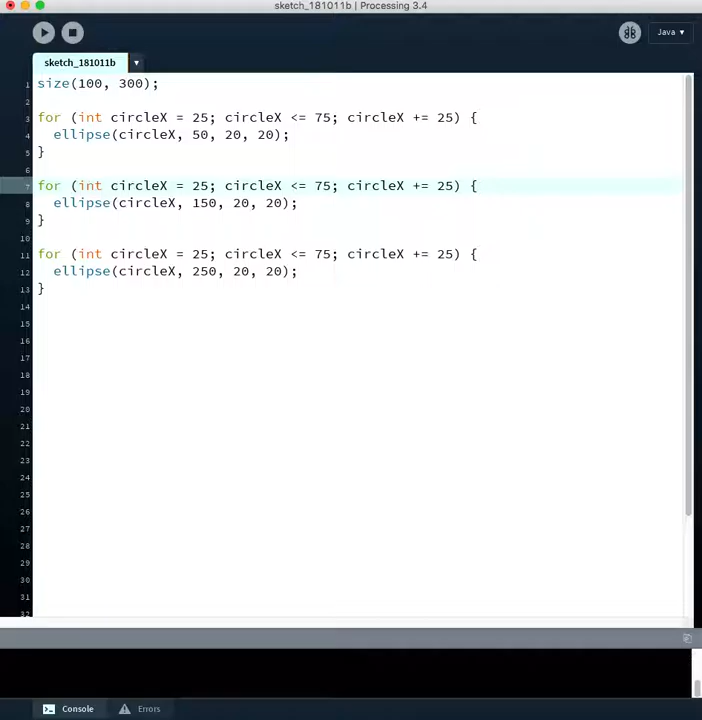 sketch_181011b | Processing 3.4
Java ▾
sketch_181011b
1 size(100, 300);
2
3 for (int circleX = 25; circleX <= 75; circleX += 25) {
4   ellipse(circleX, 50, 20, 20);
5 }
6
7 for (int circleX = 25; circleX <= 75; circleX += 25) {
8   ellipse(circleX, 150, 20, 20);
9 }
10
11 for (int circleX = 25; circleX <= 75; circleX += 25) {
12   ellipse(circleX, 250, 20, 20);
13 }
14
15
16
17
18
19
20
21
22
23
24
25
26
27
28
29
30
31
32
Console Errors